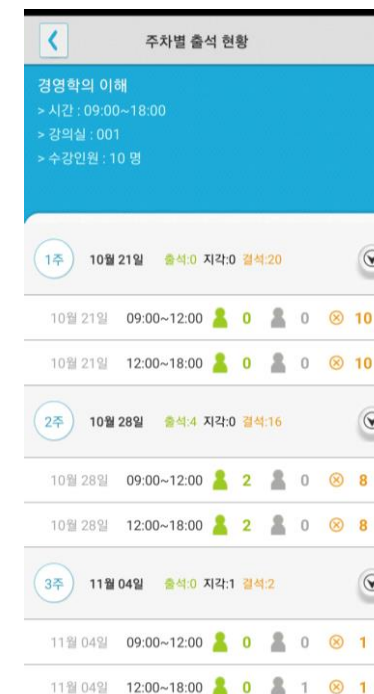 주차별 출석 현황
경영학의 이해
> 시간 : 09:00~18:00
> 강의실 : 001
> 수강인원 : 10 명
1주 10월 21일 출석:0 지각:0 결석:20
10월 21일 09:00~12:00 0 0 10
10월 21일 12:00~18:00 0 0 10
2주 10월 28일 출석:4 지각:0 결석:16
10월 28일 09:00~12:00 2 0 8
10월 28일 12:00~18:00 2 0 8
3주 11월 04일 출석:0 지각:1 결석:2
11월 04일 09:00~12:00 0 0 1
11월 04일 12:00~18:00 0 1 1